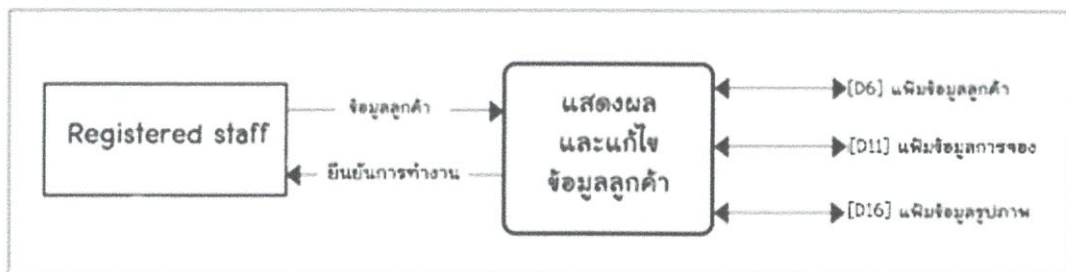 Registered staff
ข้อมูลลูกค้า
ยืนยันการทำงาน
แสดงผล
และแก้ไข
ข้อมูลลูกค้า
[D6] แฟ้มข้อมูลลูกค้า
[D11] แฟ้มข้อมูลการจอง
[D16] แฟ้มข้อมูลรูปภาพ